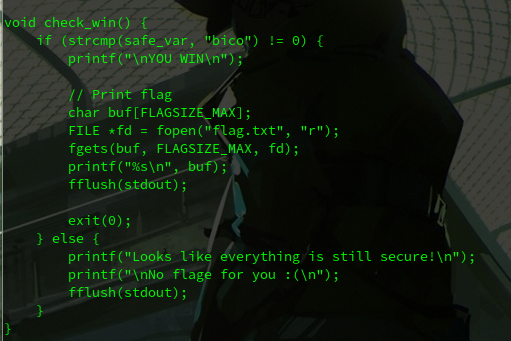 void check_win() {
    if (strcmp(safe_var, "bico") != 0) {
        printf("\nYOU WIN\n");

        // Print flag
        char buf[FLAGSIZE_MAX];
        FILE *fd = fopen("flag.txt", "r");
        fgets(buf, FLAGSIZE_MAX, fd);
        printf("%s\n", buf);
        fflush(stdout);

        exit(0);
    } else {
        printf("Looks like everything is still secure!\n");
        printf("\nNo flage for you :(\n");
        fflush(stdout);
    }
}